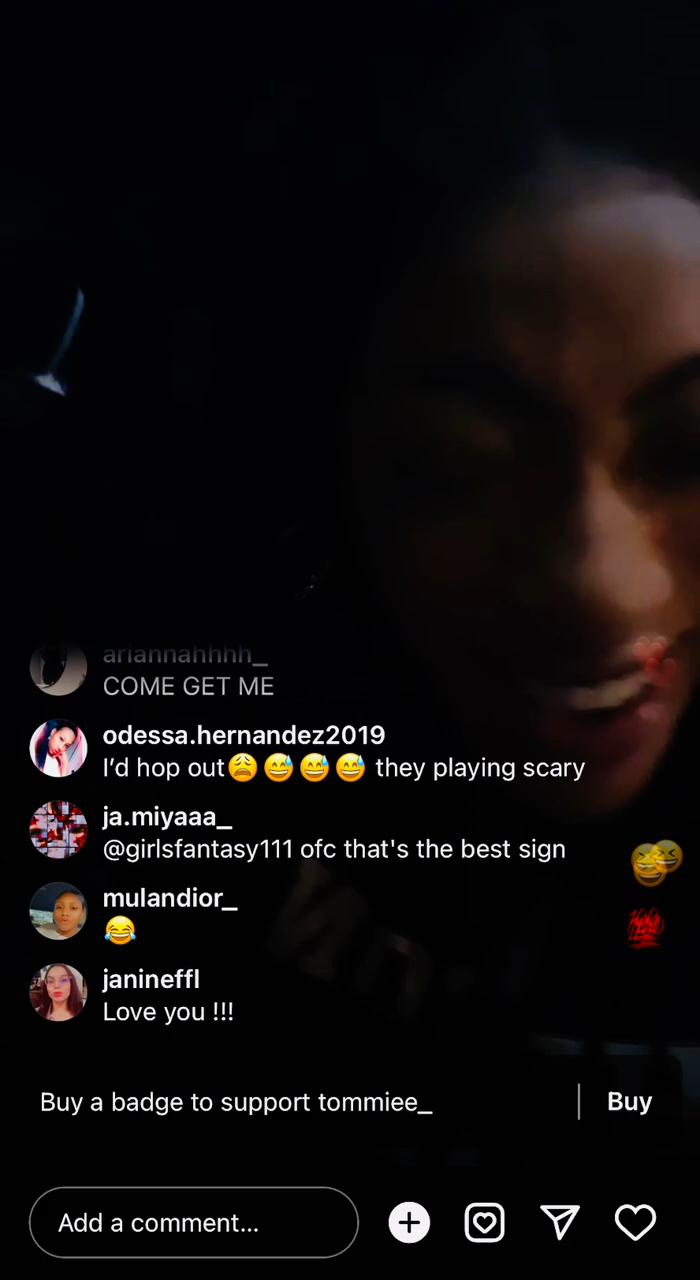 ariannahhhh_
COME GET ME
odessa.hernandez2019
I'd hop out😩😅😅😅 they playing scary
ja.miyaaa_
@girlsfantasy111 ofc that's the best sign
mulandior_
😂
janineffl
Love you !!!
Buy a badge to support tommiee_
Buy
Add a comment...